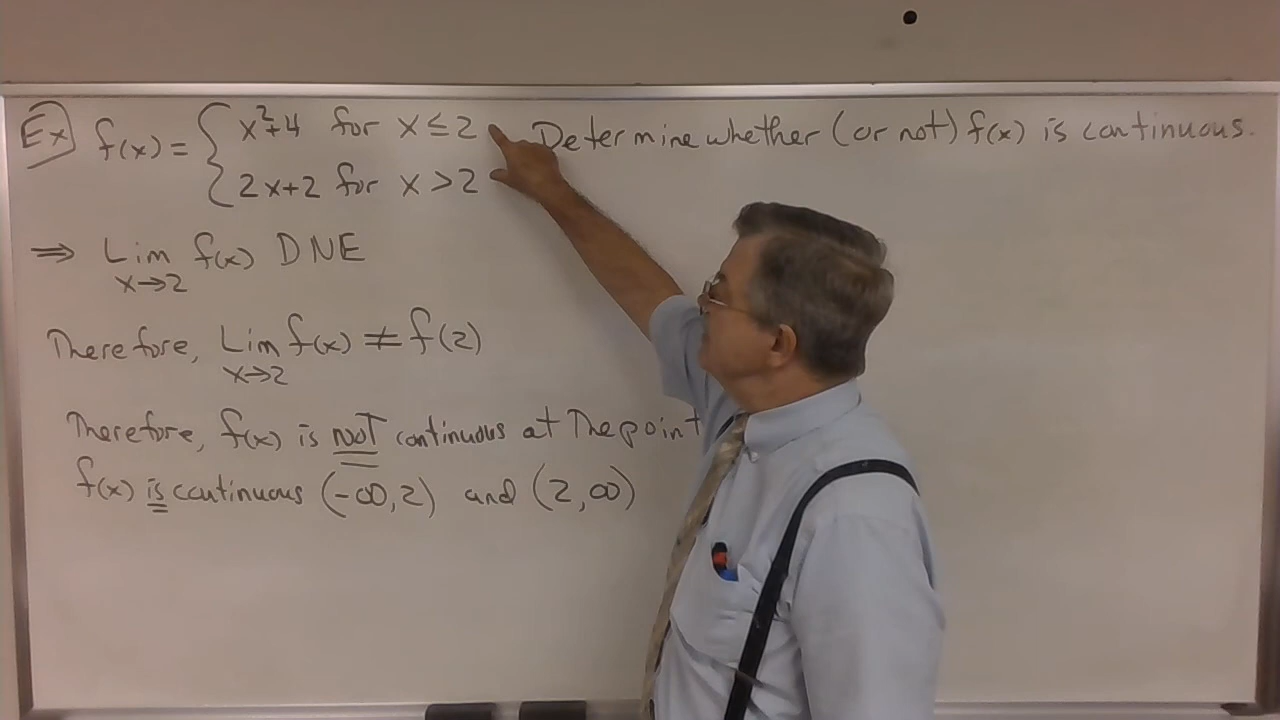 Ex f(x) = { x²+4 for x ≤ 2 Determine whether (or not) f(x) is continuous.
2x+2 for x > 2
⇒ Lim f(x) DNE
x→2
Therefore, Lim f(x) ≠ f(2)
x→2
Therefore, f(x) is not continuous at The point
f(x) is continuous (-∞,2) and (2,∞)